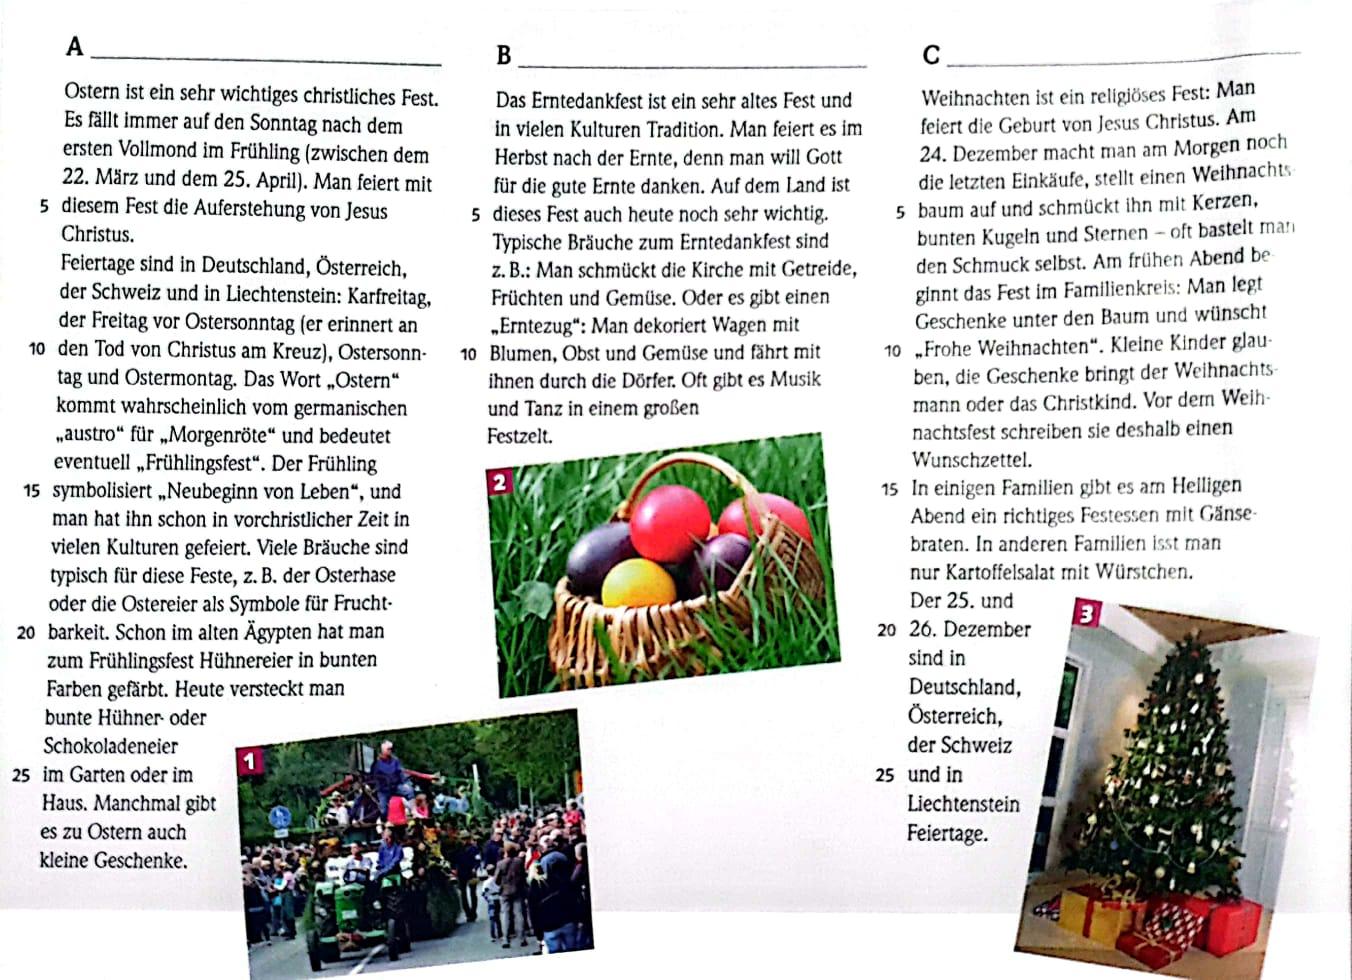 A
Ostern ist ein sehr wichtiges christliches Fest.
Es fällt immer auf den Sonntag nach dem
ersten Vollmond im Frühling (zwischen dem
22. März und dem 25. April). Man feiert mit
5 diesem Fest die Auferstehung von Jesus
Christus.
Feiertage sind in Deutschland, Österreich,
der Schweiz und in Liechtenstein: Karfreitag,
der Freitag vor Ostersonntag (er erinnert an
10 den Tod von Christus am Kreuz), Ostersonn-
tag und Ostermontag. Das Wort „Ostern“
kommt wahrscheinlich vom germanischen
„austro“ für „Morgenröte“ und bedeutet
eventuell „Frühlingsfest“. Der Frühling
15 symbolisiert „Neubeginn von Leben“, und
man hat ihn schon in vorchristlicher Zeit in
vielen Kulturen gefeiert. Viele Bräuche sind
typisch für diese Feste, z. B. der Osterhase
oder die Ostereier als Symbole für Frucht-
20 barkeit. Schon im alten Ägypten hat man
zum Frühlingsfest Hühnereier in bunten
Farben gefärbt. Heute versteckt man
bunte Hühner- oder
Schokoladeneier
25 im Garten oder im
Haus. Manchmal gibt
es zu Ostern auch
kleine Geschenke.
1
B
Das Erntedankfest ist ein sehr altes Fest und
in vielen Kulturen Tradition. Man feiert es im
Herbst nach der Ernte, denn man will Gott
für die gute Ernte danken. Auf dem Land ist
5 dieses Fest auch heute noch sehr wichtig.
Typische Bräuche zum Erntedankfest sind
z. B.: Man schmückt die Kirche mit Getreide,
Früchten und Gemüse. Oder es gibt einen
„Erntezug“: Man dekoriert Wagen mit
10 Blumen, Obst und Gemüse und fährt mit
ihnen durch die Dörfer. Oft gibt es Musik
und Tanz in einem großen
Festzelt.
2
C
Weihnachten ist ein religiöses Fest: Man
feiert die Geburt von Jesus Christus. Am
24. Dezember macht man am Morgen noch
die letzten Einkäufe, stellt einen Weihnachts-
5 baum auf und schmückt ihn mit Kerzen,
bunten Kugeln und Sternen – oft bastelt man
den Schmuck selbst. Am frühen Abend be-
ginnt das Fest im Familienkreis: Man legt
Geschenke unter den Baum und wünscht
10 „Frohe Weihnachten“. Kleine Kinder glau-
ben, die Geschenke bringt der Weihnachts-
mann oder das Christkind. Vor dem Weih-
nachtsfest schreiben sie deshalb einen
Wunschzettel.
15 In einigen Familien gibt es am Heiligen
Abend ein richtiges Festessen mit Gänse-
braten. In anderen Familien isst man
nur Kartoffelsalat mit Würstchen.
Der 25. und
20 26. Dezember
sind in
Deutschland,
Österreich,
der Schweiz
25 und in
Liechtenstein
Feiertage.
3